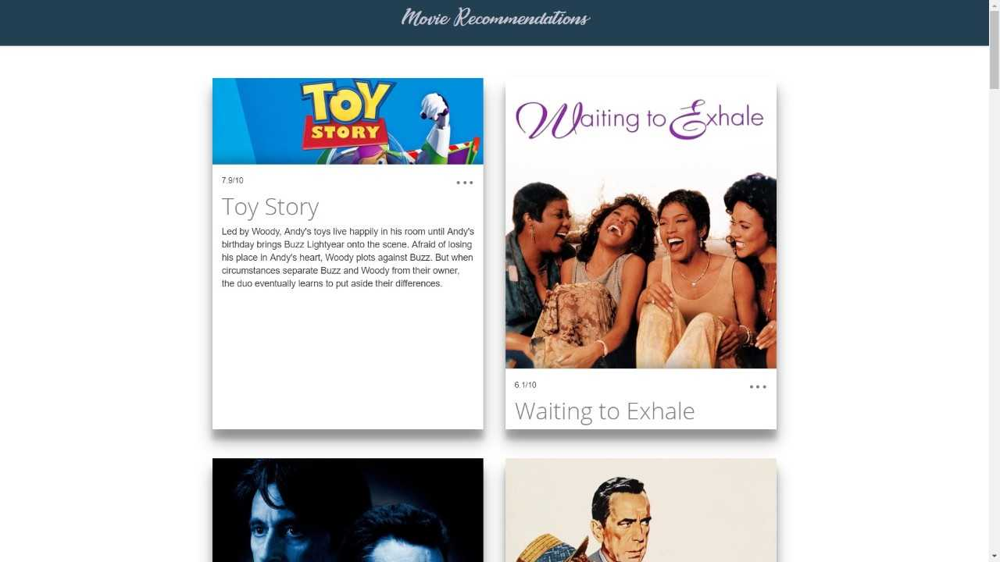 Movie Recommendations
TOY
STORY
7.9/10
Toy Story
Led by Woody, Andy's toys live happily in his room until Andy's
birthday brings Buzz Lightyear onto the scene. Afraid of losing
his place in Andy's heart, Woody plots against Buzz. But when
circumstances separate Buzz and Woody from their owner,
the duo eventually learns to put aside their differences.
Waiting to Exhale
6.1/10
Waiting to Exhale